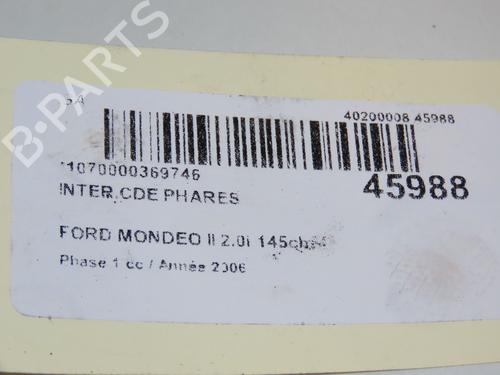 B-PARTS
40200008 45988
*1070000369746
45988
INTER.CDE PHARES
FORD MONDEO II 2.0i 145ch
Phase 1 cc / Année 2006